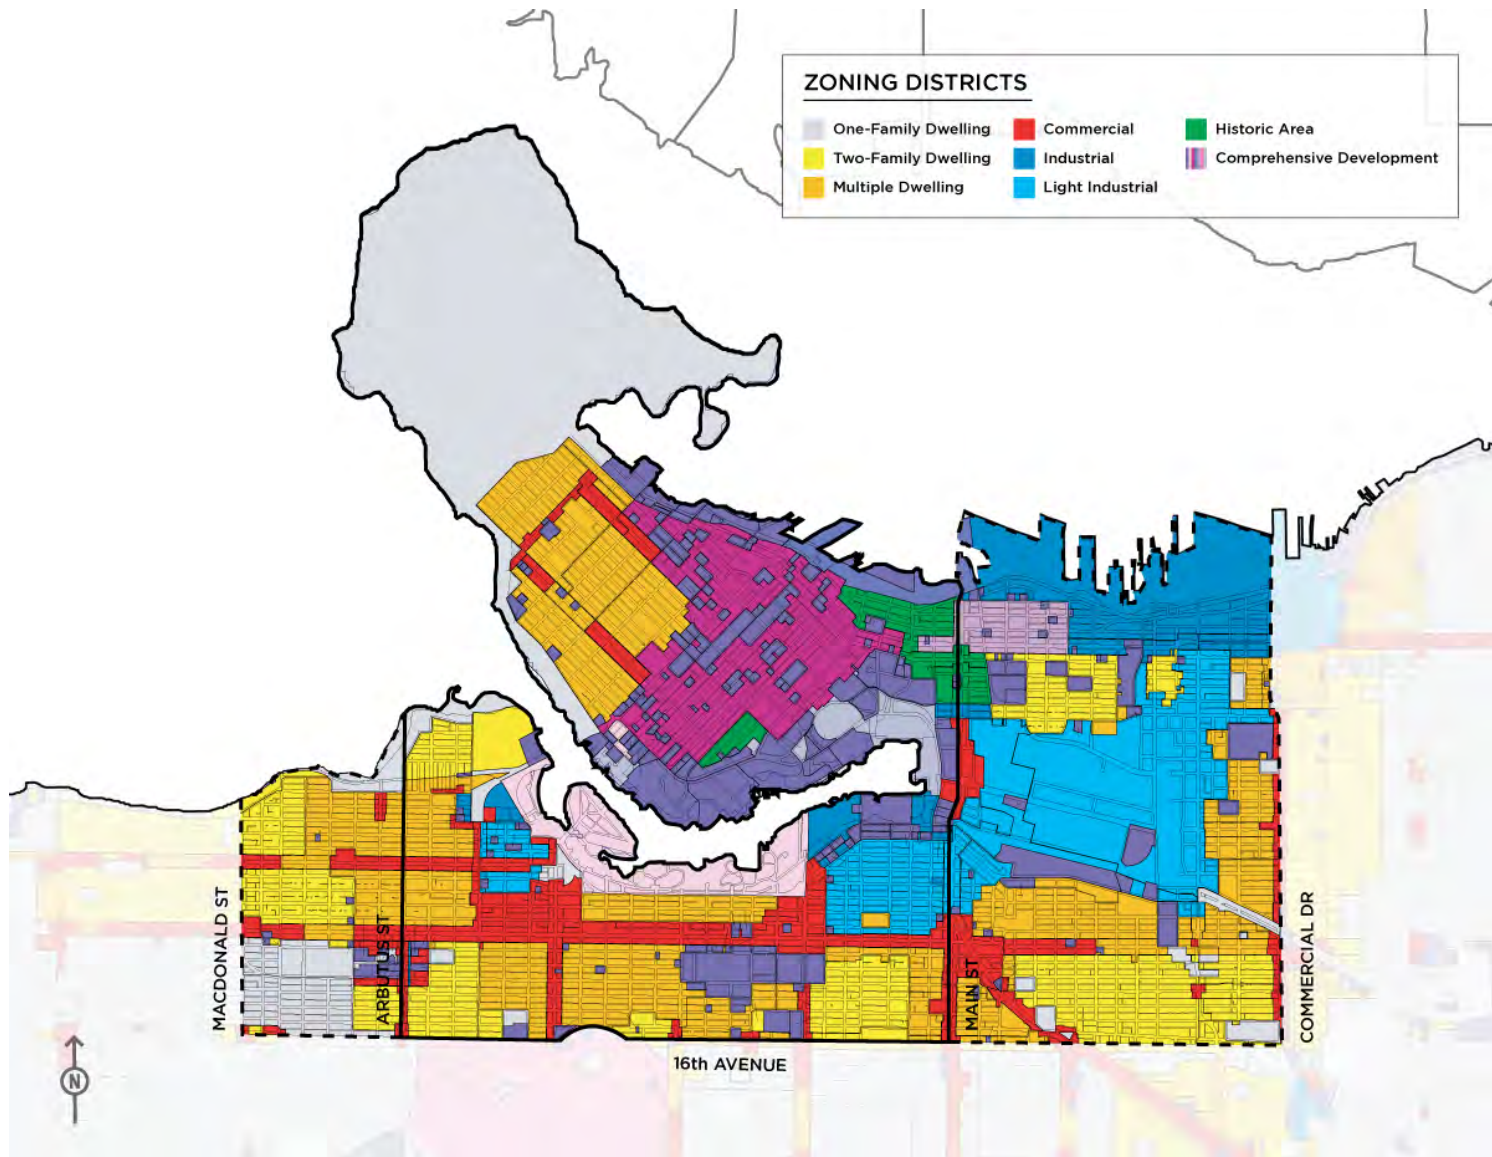 ZONING DISTRICTS
One-Family Dwelling
Two-Family Dwelling
Multiple Dwelling
Commercial
Industrial
Light Industrial
Historic Area
Comprehensive Development
MACDONALD ST
ARBUTUS ST
MAIN ST
COMMERCIAL DR
16th AVENUE
N